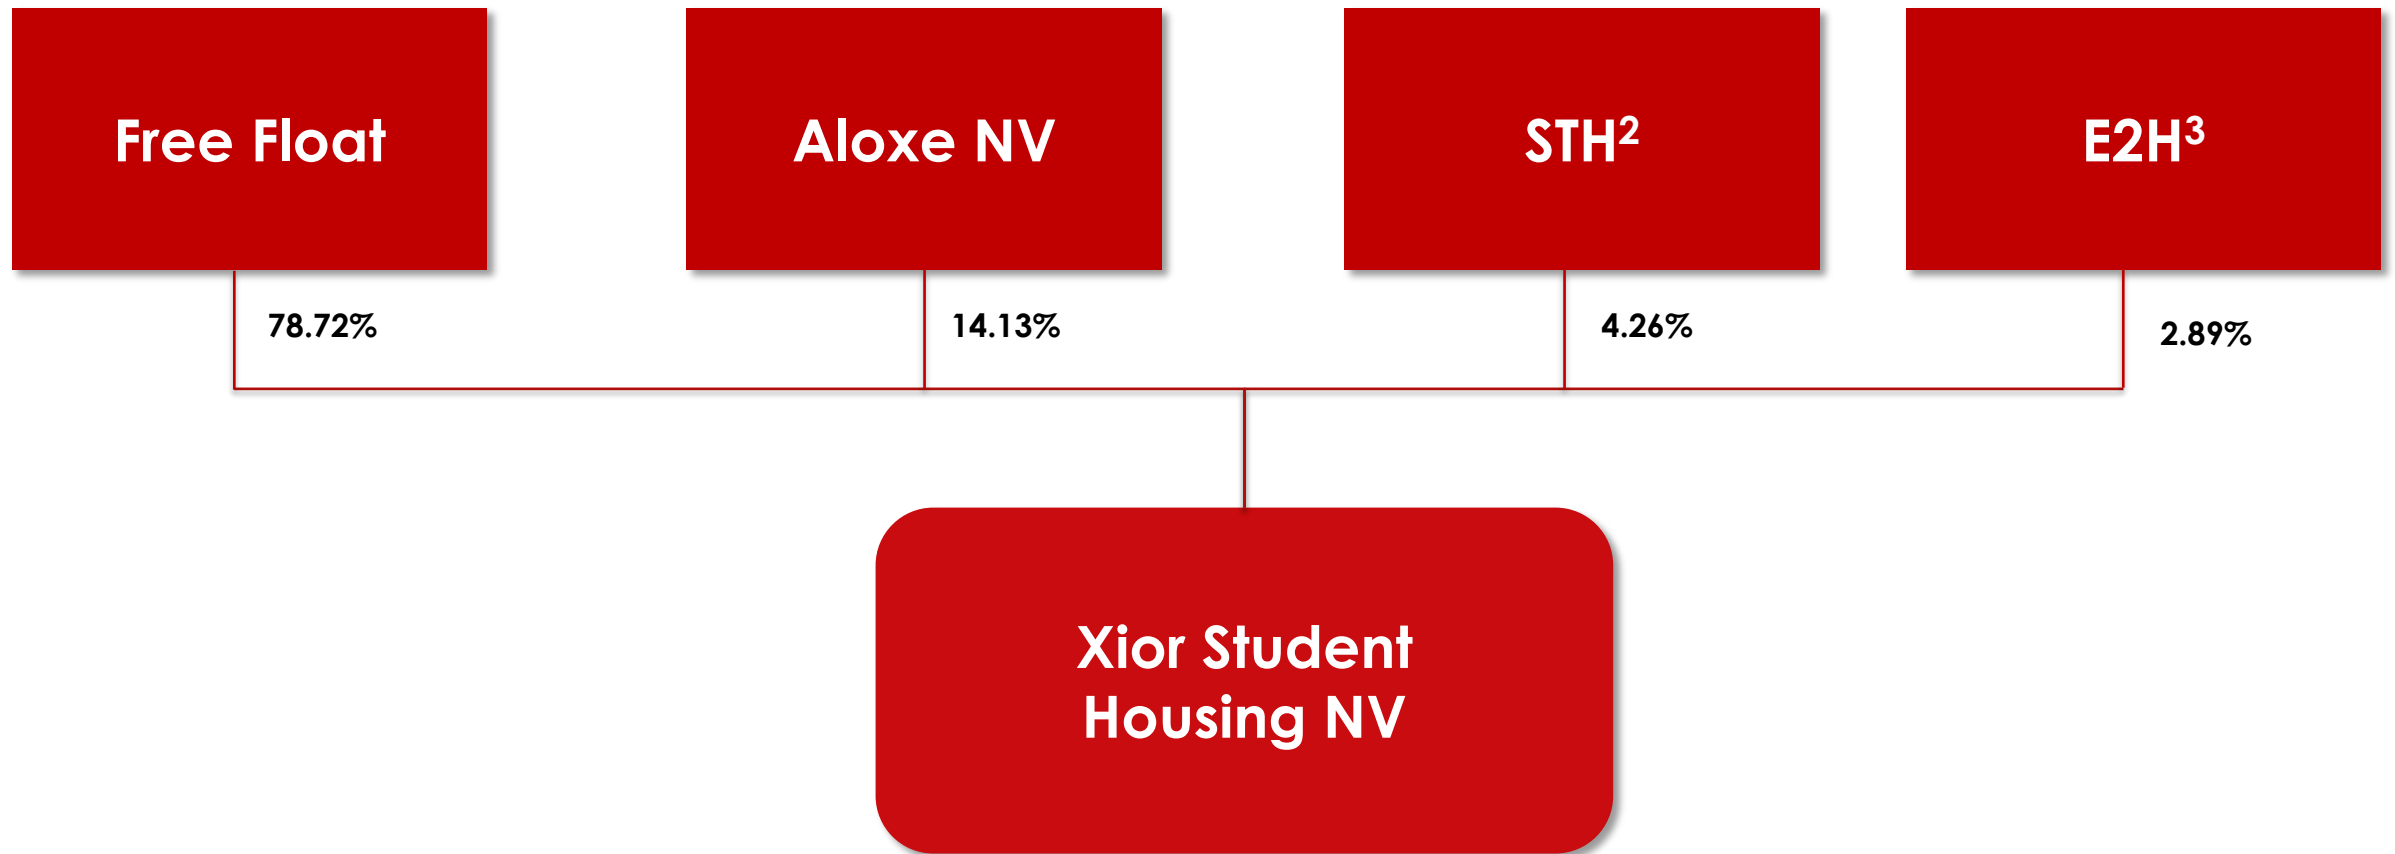 Free Float
Aloxe NV
STH²
E2H³
78.72%
14.13%
4.26%
2.89%
Xior Student
Housing NV